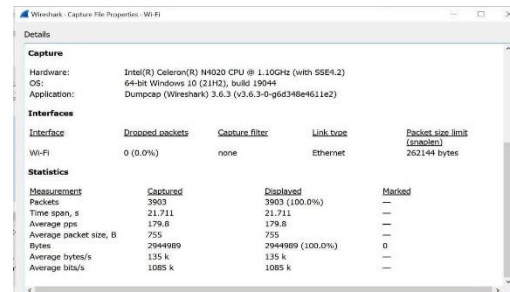 Wireshark - Capture File Properties - Wi-Fi
Details
Capture
Hardware: Intel(R) Celeron(R) N4020 CPU @ 1.10GHz (with SSE4.2)
OS: 64-bit Windows 10 (21H2), build 19044
Application: Dumpcap (Wireshark) 3.6.3 (v3.6.3-0-g6d348e4611e2)
Interfaces
Interface Dropped packets Capture filter Link type Packet size limit (snaplen)
Wi-Fi 0 (0.0%) none Ethernet 262144 bytes
Statistics
Measurement Captured Displayed Marked
Packets 3903 3903 (100.0%) —
Time span, s 21.711 21.711 —
Average pps 179.8 179.8 —
Average packet size, B 755 755 —
Bytes 2944989 2944989 (100.0%) 0
Average bytes/s 135 k 135 k —
Average bits/s 1085 k 1085 k —